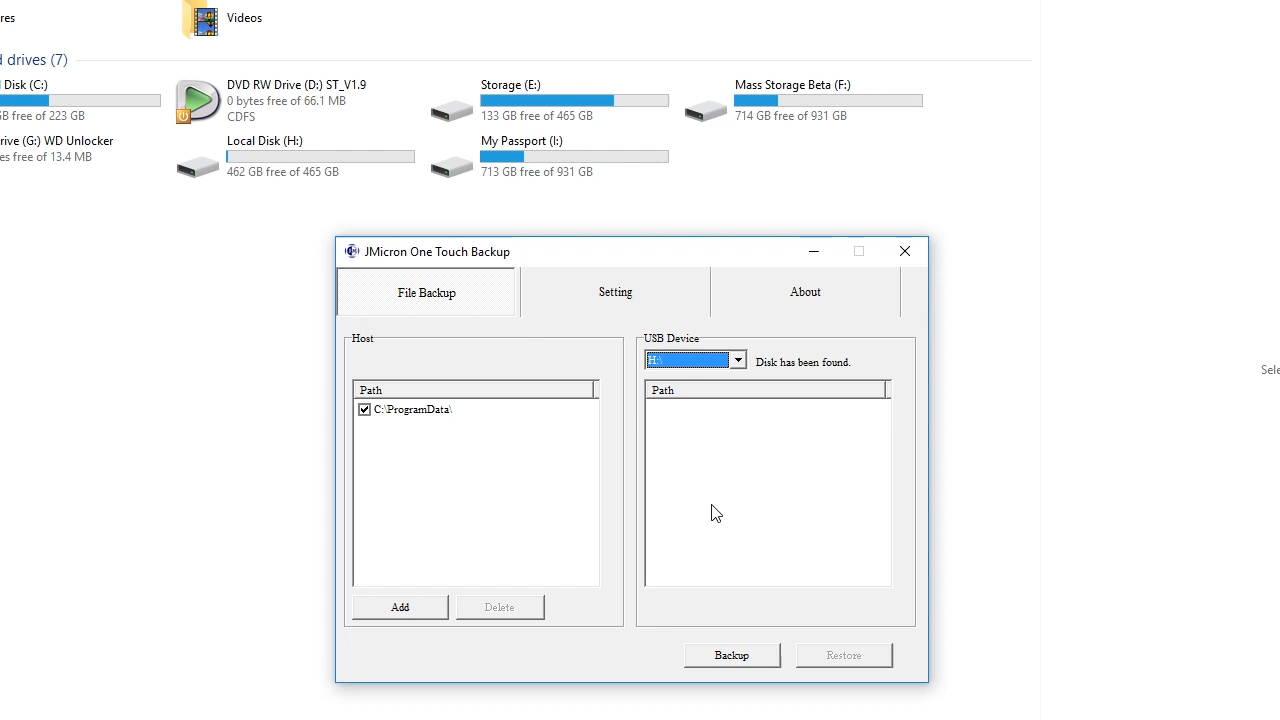 res
Videos
d drives (7)
Disk (C:)
GB free of 223 GB
DVD RW Drive (D:) ST_V1.9
0 bytes free of 66.1 MB
CDFS
Storage (E:)
133 GB free of 465 GB
Mass Storage Beta (F:)
714 GB free of 931 GB
rive (G:) WD Unlocker
es free of 13.4 MB
Local Disk (H:)
462 GB free of 465 GB
My Passport (I:)
713 GB free of 931 GB
JMicron One Touch Backup
File Backup
Setting
About
Host
Path
C:\ProgramData\
Add
Delete
USB Device
H:\
Disk has been found.
Path
Backup
Restore
Sele